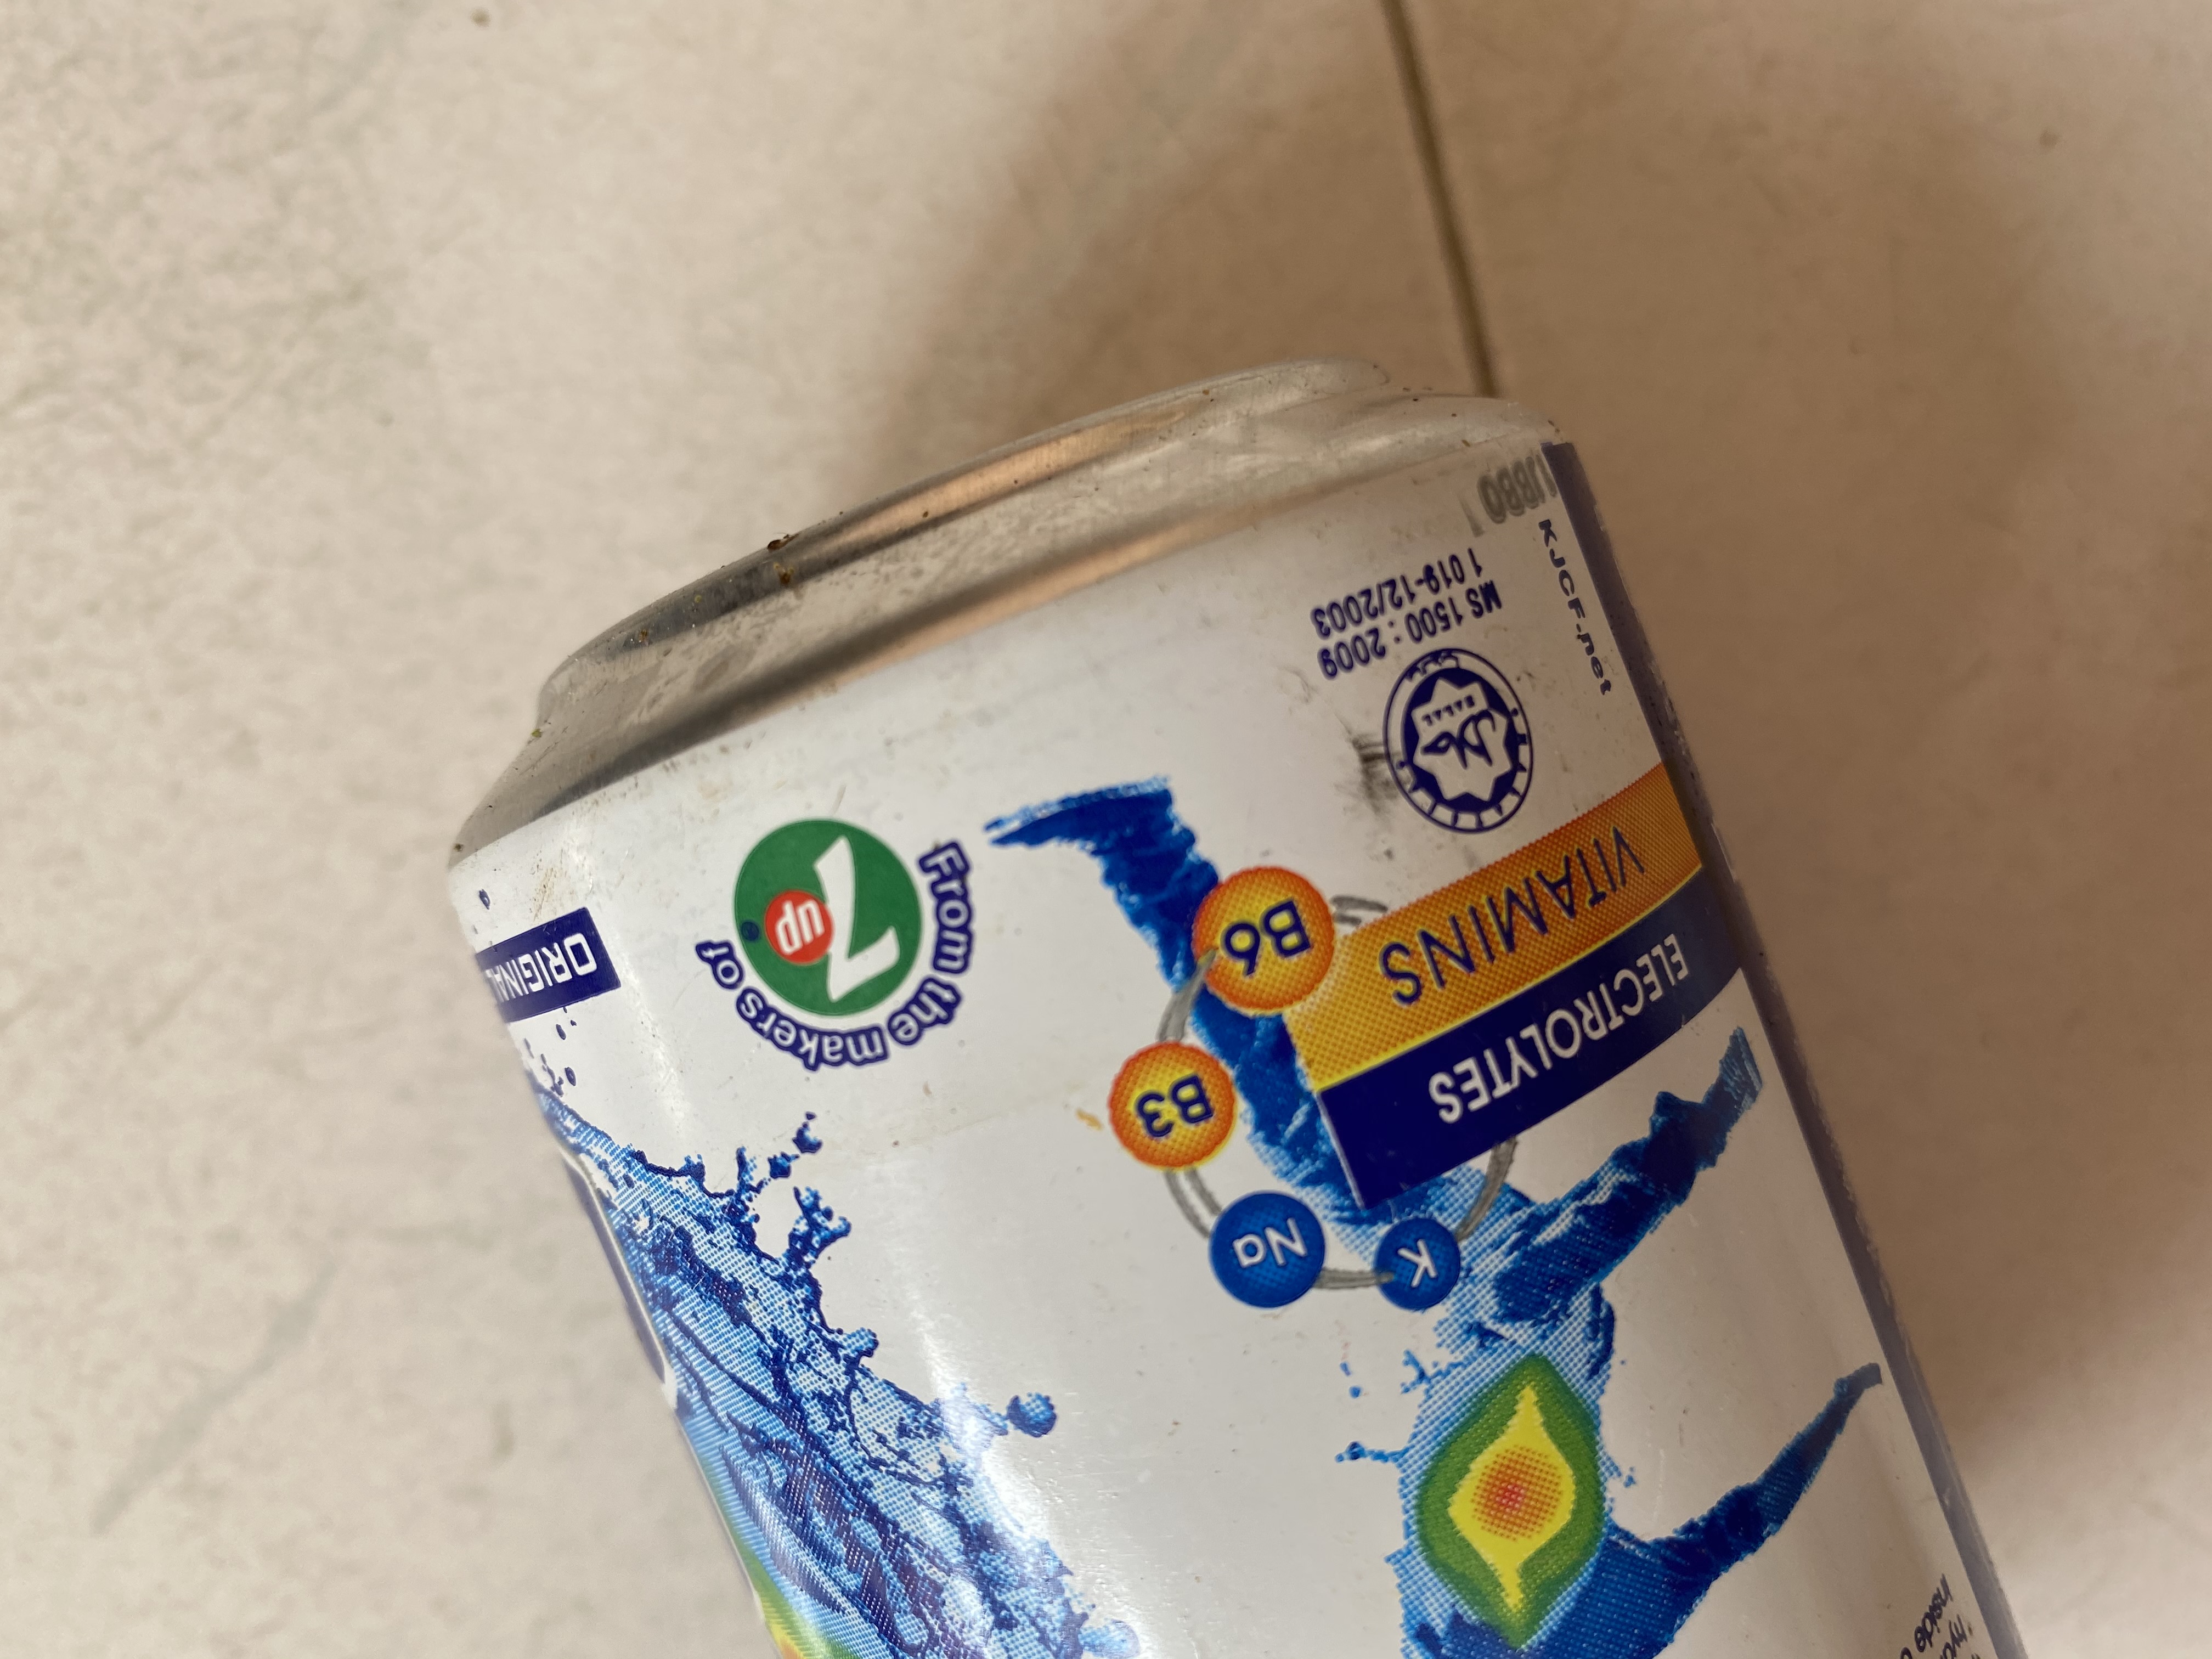 inside
K
Na
B3
B6
ELECTROLYTES
VITAMINS
From the makers of
7up
®
ORIGINAL
حلال
HALAL
MS 1500 : 2009
1 019-12/2003
KJCF-net